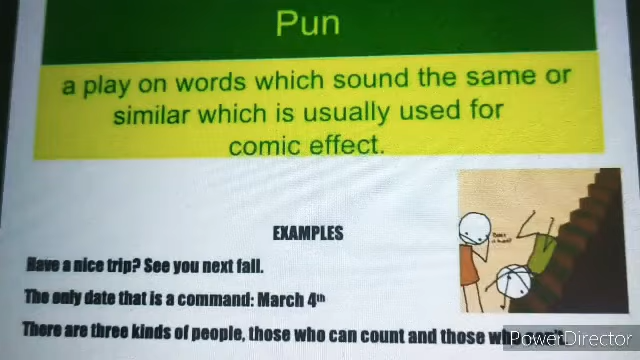 Pun
a play on words which sound the same or
similar which is usually used for
comic effect.
EXAMPLES
Have a nice trip? See you next fall.
The only date that is a command: March 4th
There are three kinds of people, those who can count and those who
PowerDirector